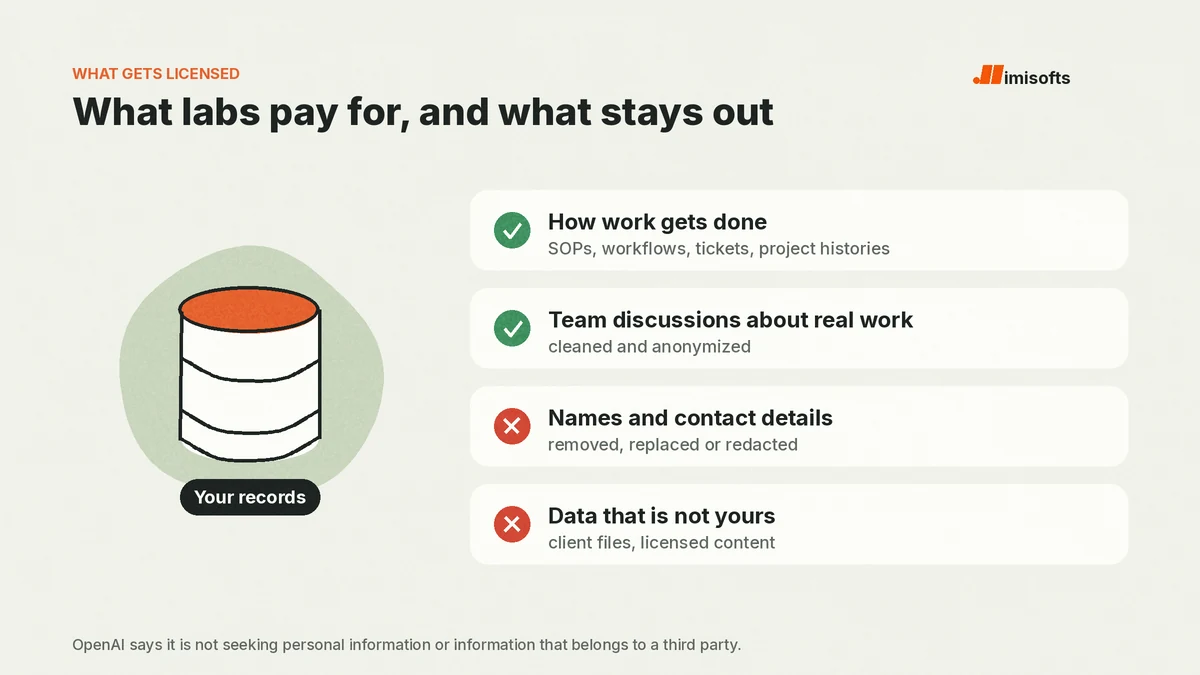 WHAT GETS LICENSED
What labs pay for, and what stays out
imisofts
How work gets done
SOPs, workflows, tickets, project histories
Team discussions about real work
cleaned and anonymized
Names and contact details
removed, replaced or redacted
Data that is not yours
client files, licensed content
Your records
OpenAI says it is not seeking personal information or information that belongs to a third party.